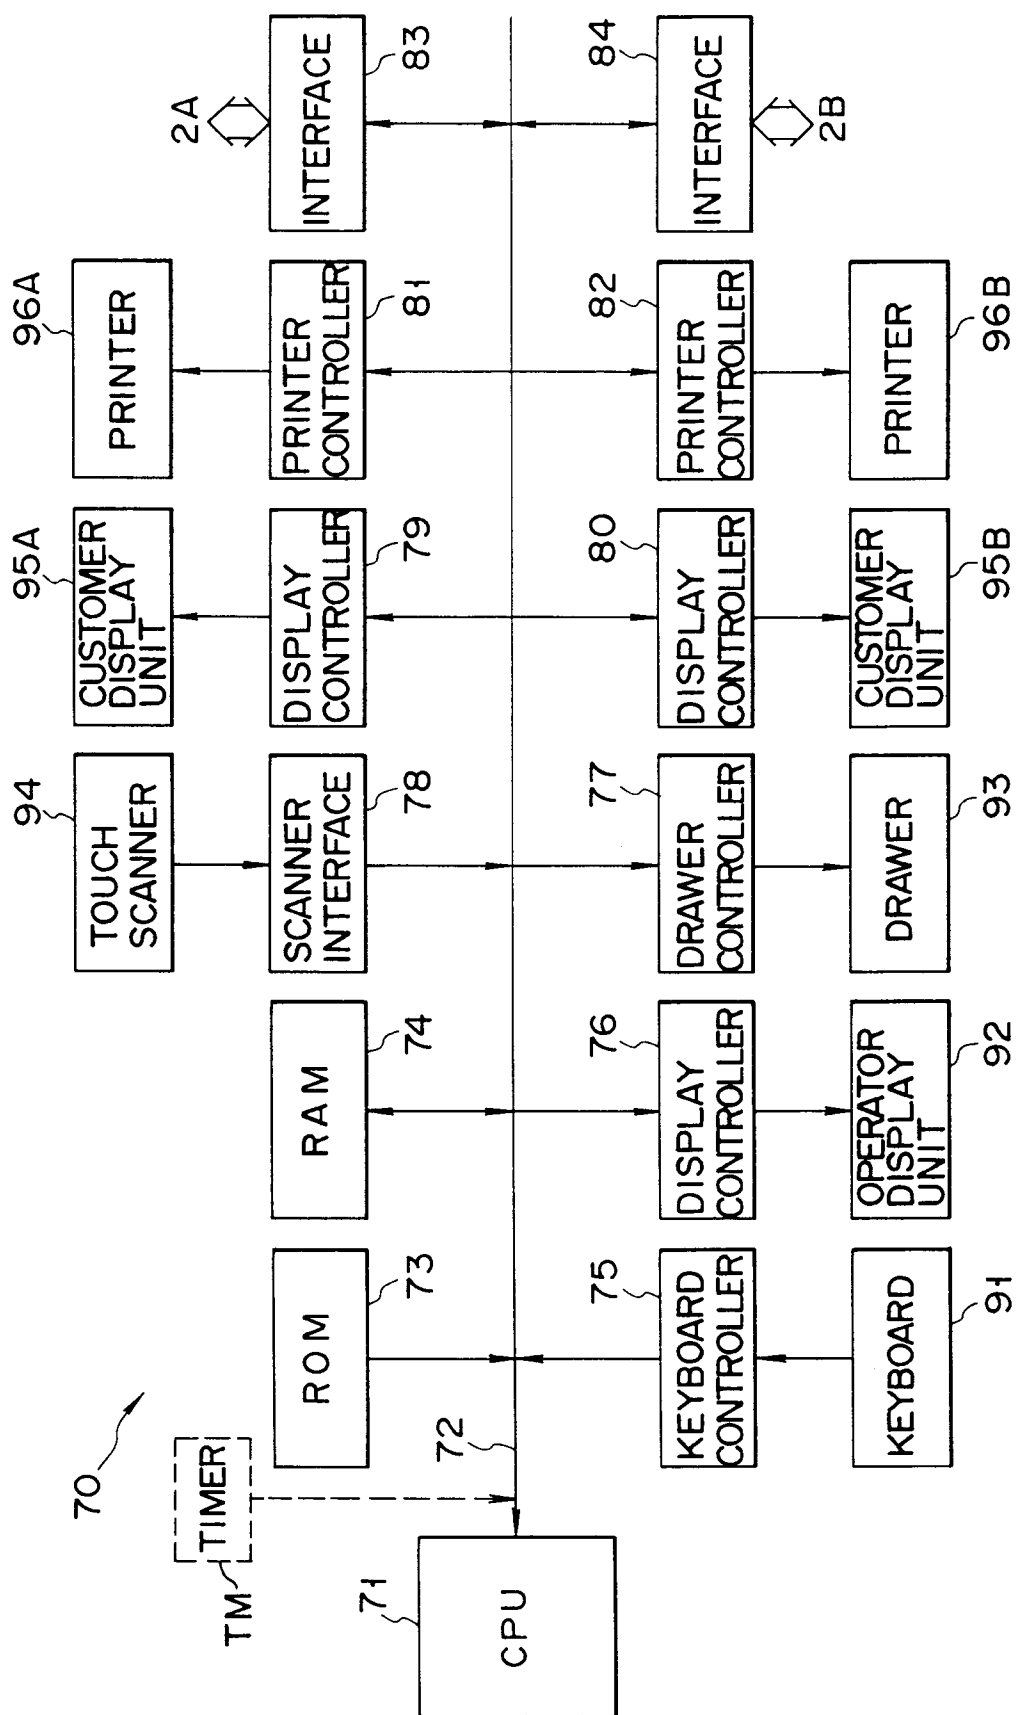 70
TIMER
TM
71
CPU
72
ROM
73
RAM
74
TOUCH
SCANNER
94
SCANNER
INTERFACE
78
CUSTOMER
DISPLAY
UNIT
95A
DISPLAY
CONTROLLER
79
PRINTER
96A
PRINTER
CONTROLLER
81
2A
INTERFACE
83
KEYBOARD
CONTROLLER
75
KEYBOARD
91
DISPLAY
CONTROLLER
76
OPERATOR
DISPLAY
UNIT
92
DRAWER
CONTROLLER
77
DRAWER
93
DISPLAY
CONTROLLER
80
CUSTOMER
DISPLAY
UNIT
95B
PRINTER
CONTROLLER
82
PRINTER
96B
INTERFACE
84
2B